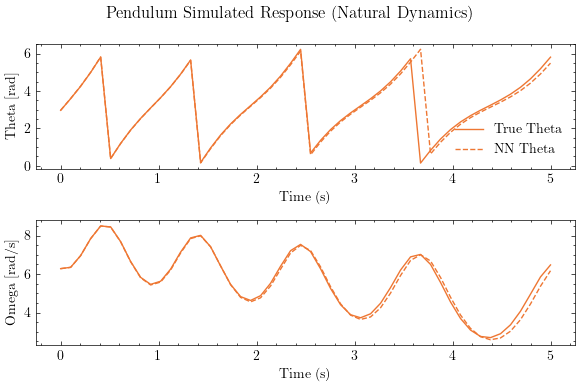 Pendulum Simulated Response (Natural Dynamics)
6
4
2
0
Theta [rad]
True Theta
NN Theta
0 1 2 3 4 5
Time (s)
8
6
4
Omega [rad/s]
0 1 2 3 4 5
Time (s)